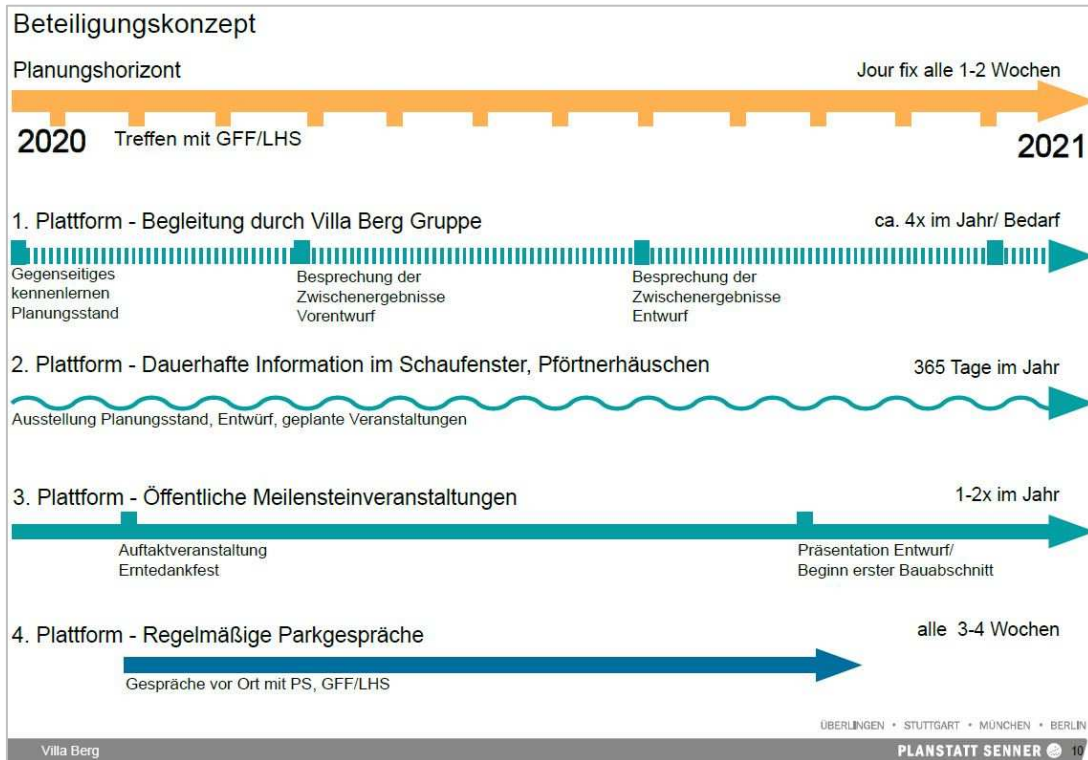 Beteiligungskonzept
Planungshorizont
Jour fix alle 1-2 Wochen
2020
Treffen mit GFF/LHS
2021
1. Plattform - Begleitung durch Villa Berg Gruppe
ca. 4x im Jahr/ Bedarf
Gegenseitiges
kennenlernen
Planungsstand
Besprechung der
Zwischenergebnisse
Vorentwurf
Besprechung der
Zwischenergebnisse
Entwurf
2. Plattform - Dauerhafte Information im Schaufenster, Pförtnerhäuschen
365 Tage im Jahr
Ausstellung Planungsstand, Entwürf, geplante Veranstaltungen
3. Plattform - Öffentliche Meilensteinveranstaltungen
1-2x im Jahr
Auftaktveranstaltung
Erntedankfest
Präsentation Entwurf/
Beginn erster Bauabschnitt
4. Plattform - Regelmäßige Parkgespräche
alle 3-4 Wochen
Gespräche vor Ort mit PS, GFF/LHS
ÜBERLINGEN • STUTTGART • MÜNCHEN • BERLIN
Villa Berg
PLANSTATT SENNER 10